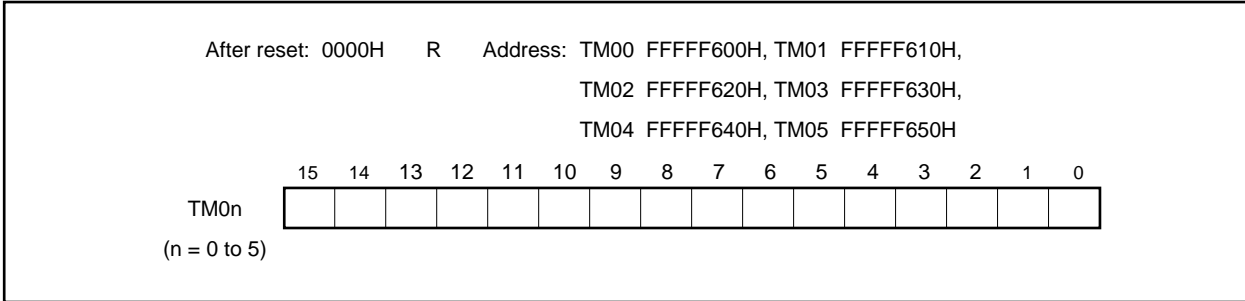 After reset: 0000H R Address: TM00 FFFFF600H, TM01 FFFFF610H,
TM02 FFFFF620H, TM03 FFFFF630H,
TM04 FFFFF640H, TM05 FFFFF650H
15 14 13 12 11 10 9 8 7 6 5 4 3 2 1 0
TM0n
(n = 0 to 5)